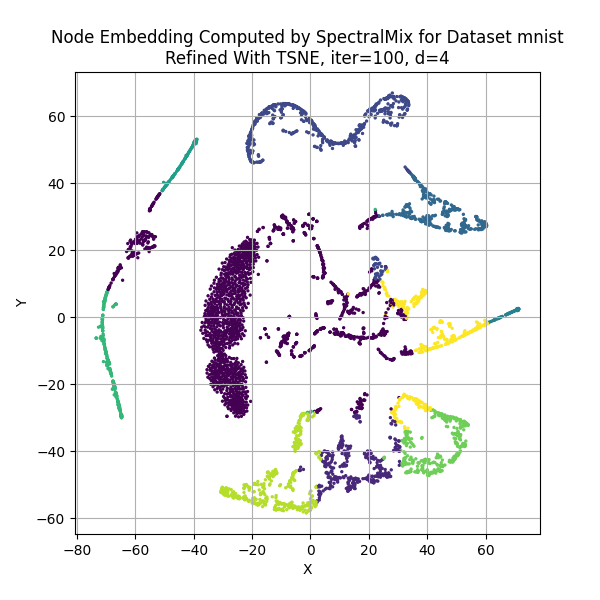 Node Embedding Computed by SpectralMix for Dataset mnist
Refined With TSNE, iter=100, d=4
60
40
20
0
−20
−40
−60
Y
−80 −60 −40 −20 0 20 40 60
X